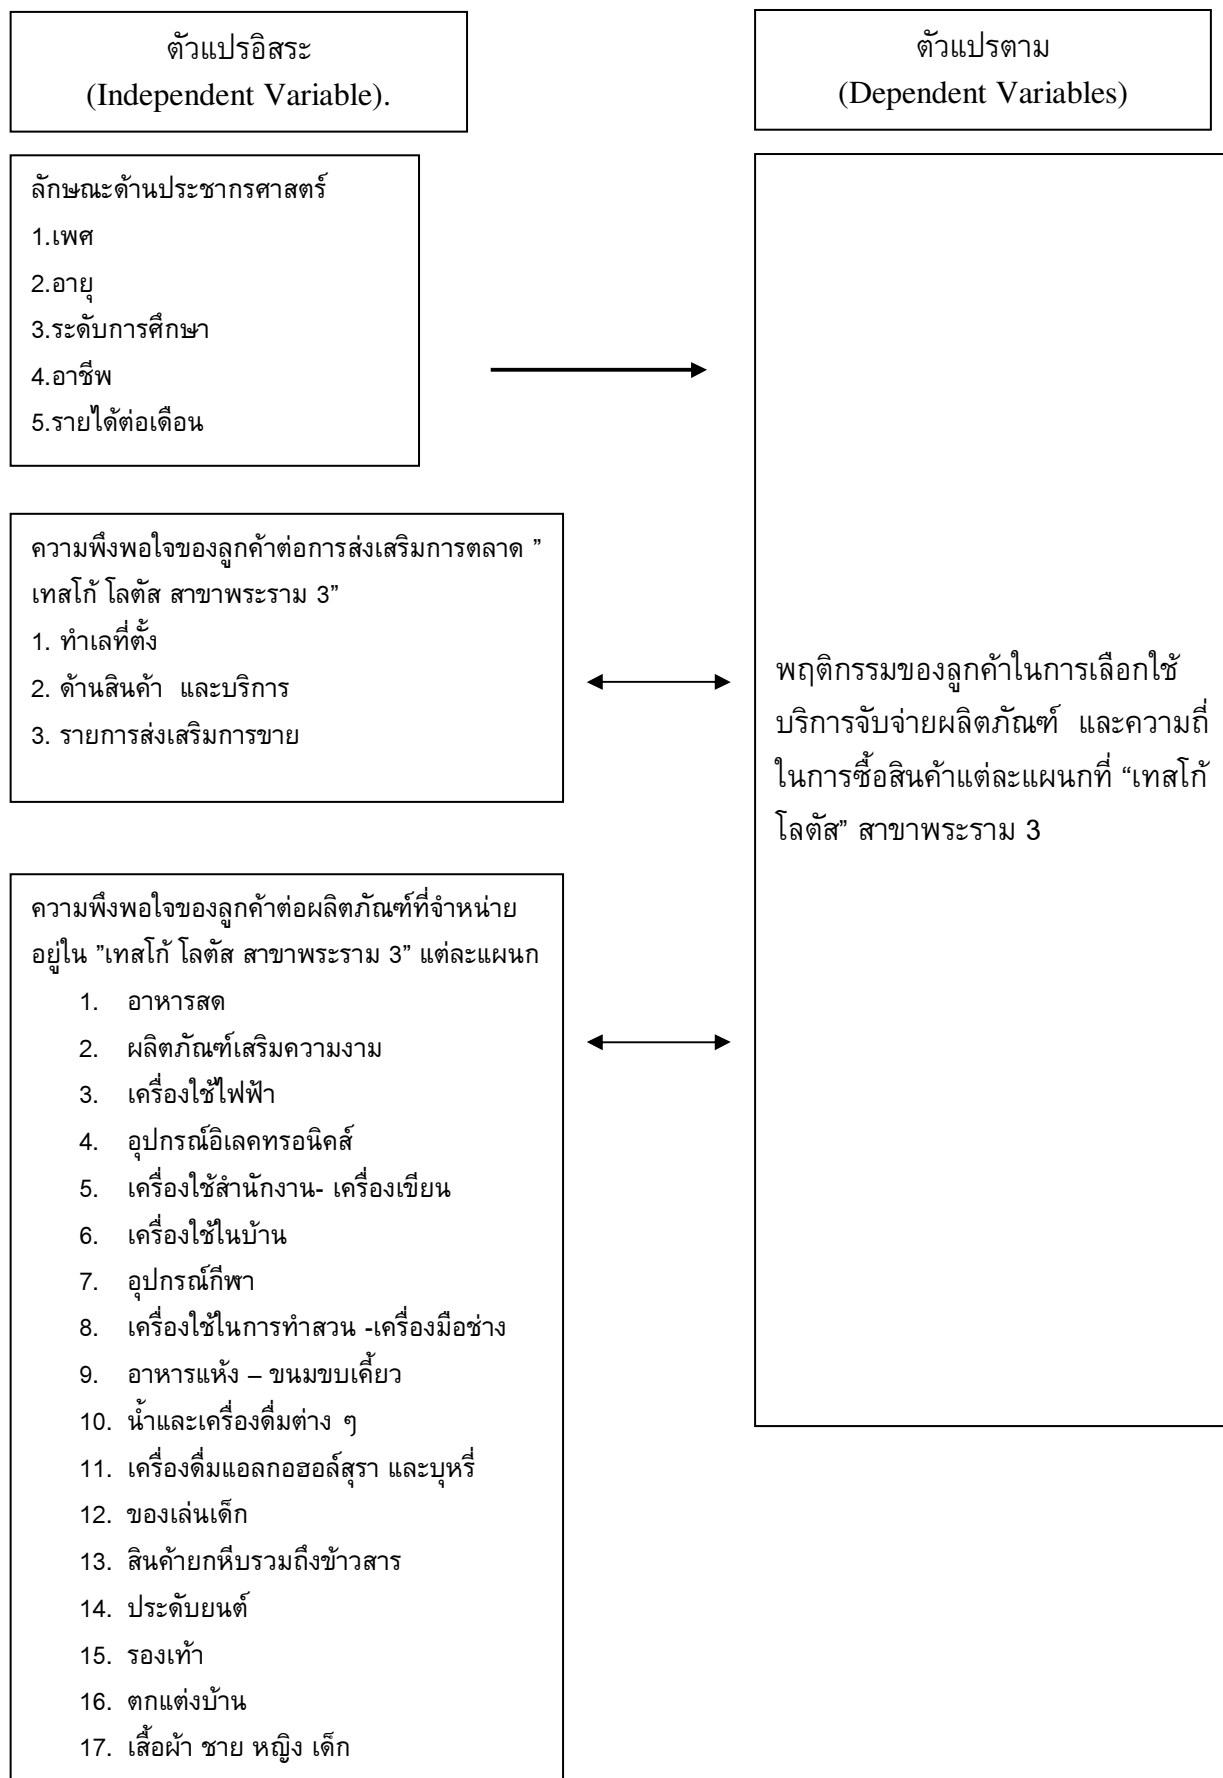 ตัวแปรอิสระ
(Independent Variable).
ตัวแปรตาม
(Dependent Variables)
ลักษณะด้านประชากรศาสตร์
1.เพศ
2.อายุ
3.ระดับการศึกษา
4.อาชีพ
5.รายได้ต่อเดือน
ความพึงพอใจของลูกค้าต่อการส่งเสริมการตลาด ”
เทสโก้ โลตัส สาขาพระราม 3”
1. ทำเลที่ตั้ง
2. ด้านสินค้า และบริการ
3. รายการส่งเสริมการขาย
พฤติกรรมของลูกค้าในการเลือกใช้
บริการจับจ่ายผลิตภัณฑ์ และความถี่
ในการซื้อสินค้าแต่ละแผนกที่ “เทสโก้
โลตัส” สาขาพระราม 3
ความพึงพอใจของลูกค้าต่อผลิตภัณฑ์ที่จำหน่าย
อยู่ใน ”เทสโก้ โลตัส สาขาพระราม 3” แต่ละแผนก
1. อาหารสด
2. ผลิตภัณฑ์เสริมความงาม
3. เครื่องใช้ไฟฟ้า
4. อุปกรณ์อิเลคทรอนิคส์
5. เครื่องใช้สำนักงาน- เครื่องเขียน
6. เครื่องใช้ในบ้าน
7. อุปกรณ์กีฬา
8. เครื่องใช้ในการทำสวน -เครื่องมือช่าง
9. อาหารแห้ง – ขนมขบเคี้ยว
10. น้ำและเครื่องดื่มต่าง ๆ
11. เครื่องดื่มแอลกอฮอล์สุรา และบุหรี่
12. ของเล่นเด็ก
13. สินค้ายกหีบรวมถึงข้าวสาร
14. ประดับยนต์
15. รองเท้า
16. ตกแต่งบ้าน
17. เสื้อผ้า ชาย หญิง เด็ก